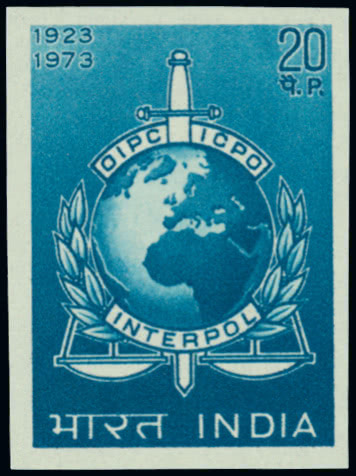 1923
1973
20
पै. P.
OIPC ICPO
INTERPOL
भारत INDIA